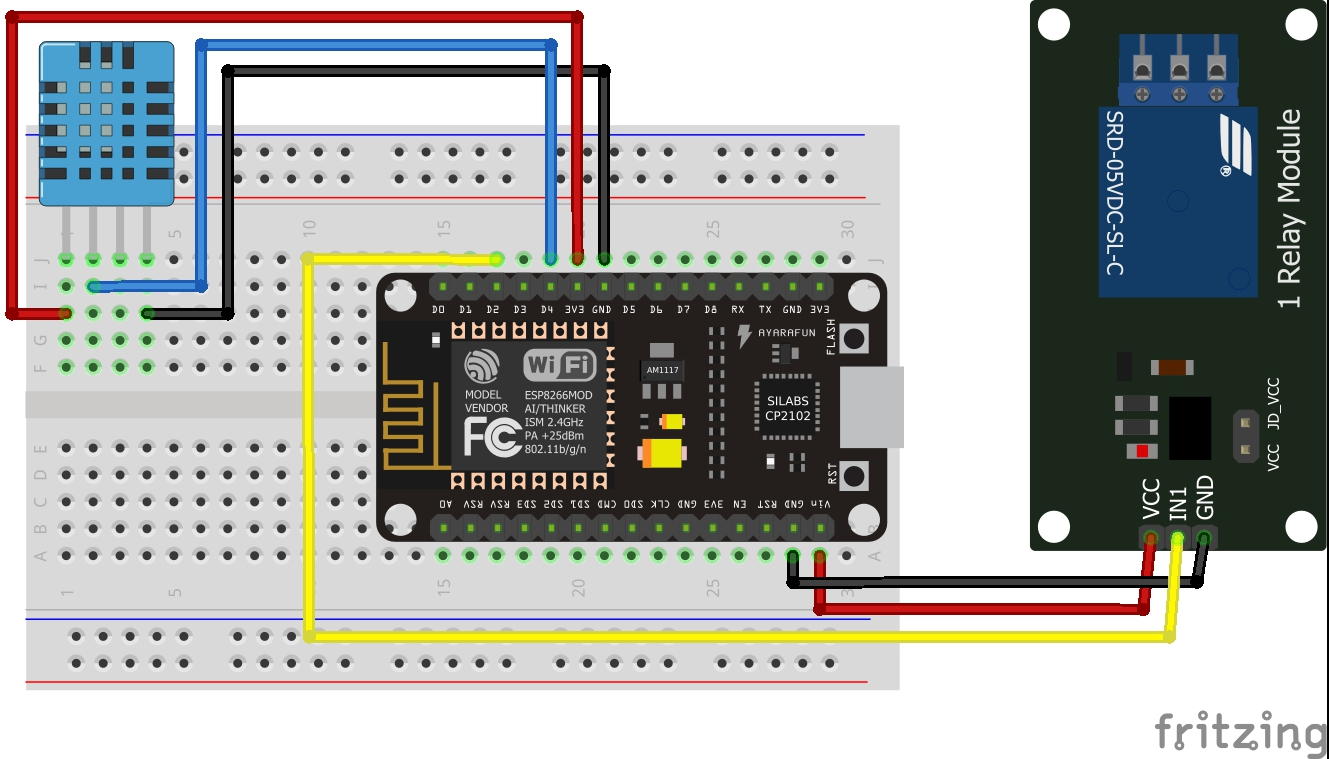 1 5 10 15 20 25 30
J
I
G
F
E
D
C
B
A
J
A
1 5 15 20 25
D0 D1 D2 D3 D4 3V3 GND D5 D6 D7 D8 RX TX GND 3V3
AYARAFUN
FLASH
WiFi
MODEL
VENDOR
FC
ESP8266MOD
AI/THINKER
ISM 2.4GHz
PA +25dBm
802.11b/g/n
AM1117
SILABS
CP2102
RST
A0 RSV RSV SD3 SD2 SD1 CMD SD0 CLK GND 3V3 EN RST GND Vin
SRD-05VDC-SL-C
®
1 Relay Module
JD_VCC
VCC
VCC
IN1
GND
fritzing